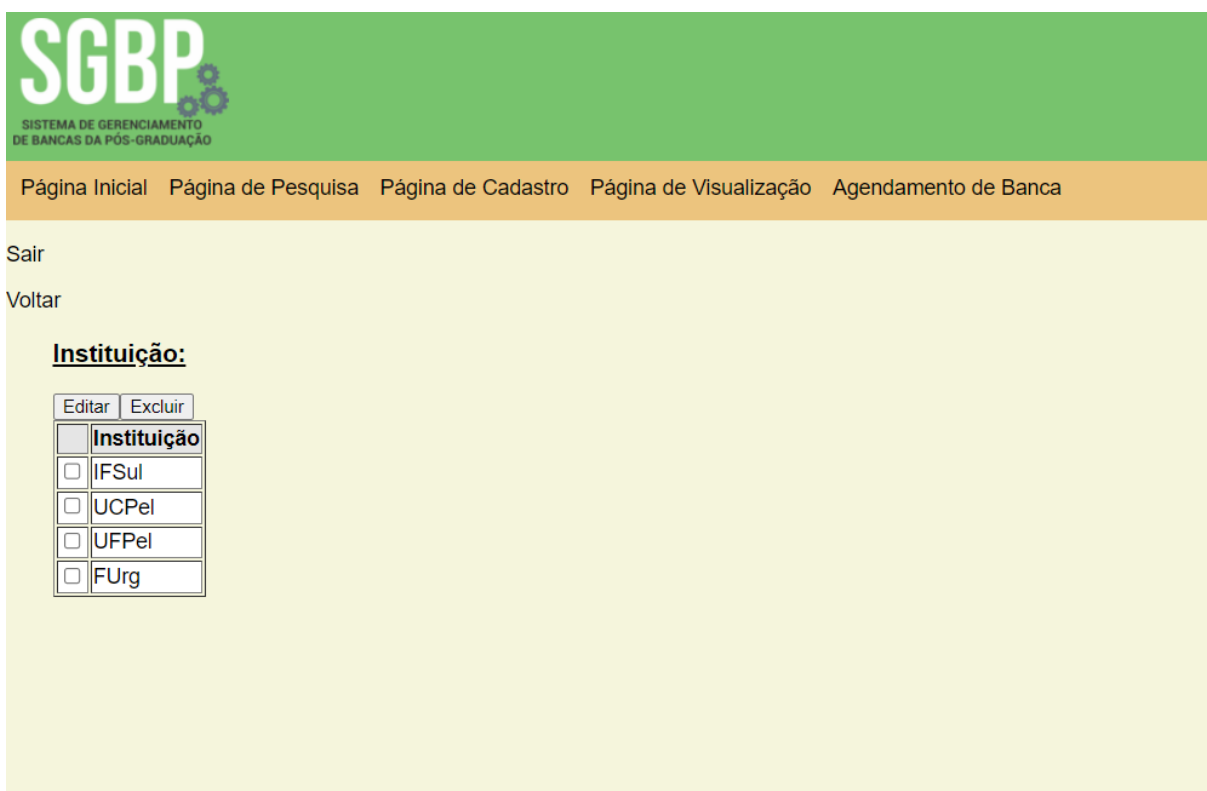 SGBP
SISTEMA DE GERENCIAMENTO
DE BANCAS DA PÓS-GRADUAÇÃO
Página Inicial Página de Pesquisa Página de Cadastro Página de Visualização Agendamento de Banca
Sair
Voltar
Instituição:
Editar Excluir
Instituição
IFSul
UCPel
UFPel
FUrg